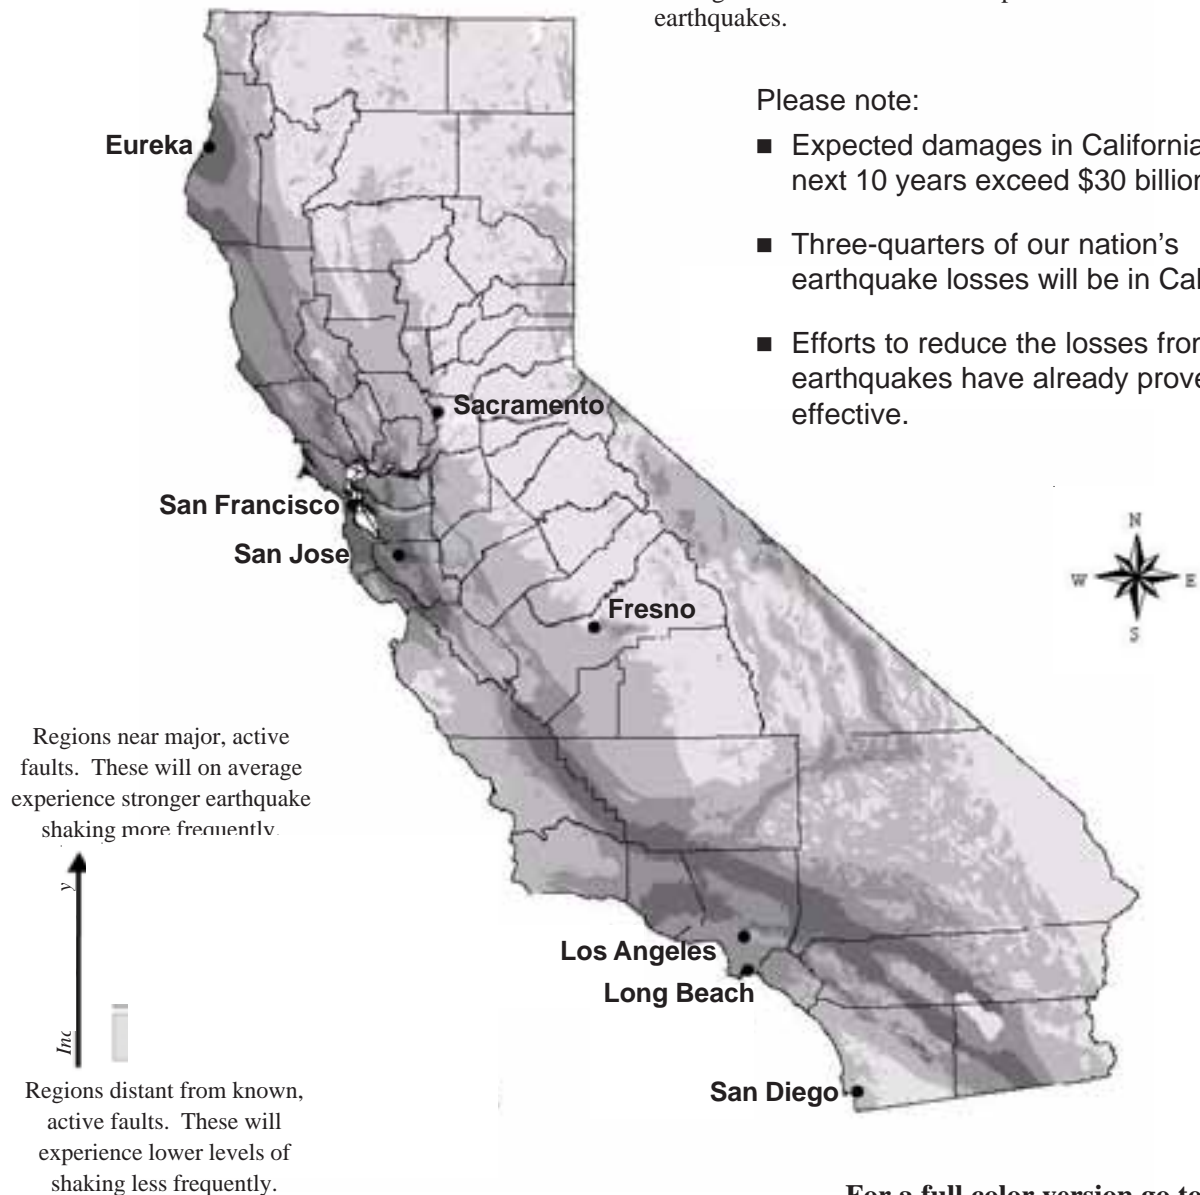 earthquakes.
Please note:
■ Expected damages in California
next 10 years exceed $30 billion
■ Three-quarters of our nation's
earthquake losses will be in Cal
■ Efforts to reduce the losses from
earthquakes have already prove
effective.
Eureka
Sacramento
San Francisco
San Jose
Fresno
N
W E
S
Regions near major, active
faults. These will on average
experience stronger earthquake
shaking more frequently.
y
Inc
Los Angeles
Long Beach
San Diego
Regions distant from known,
active faults. These will
experience lower levels of
shaking less frequently.
For a full color version go to